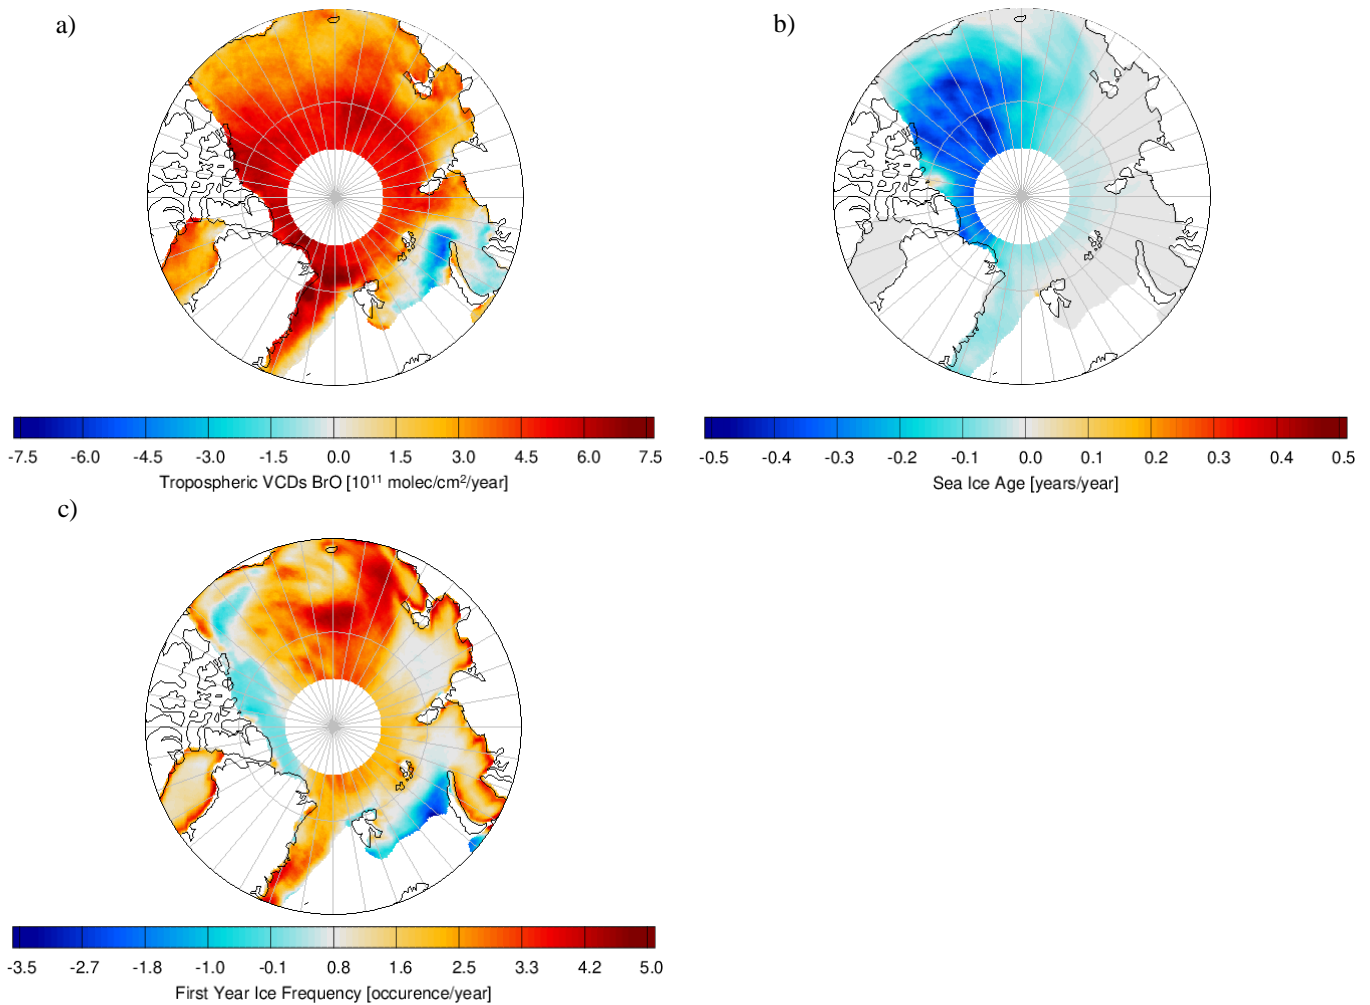 a)
b)
-7.5 -6.0 -4.5 -3.0 -1.5 0.0 1.5 3.0 4.5 6.0 7.5
Tropospheric VCDs BrO [10¹¹ molec/cm²/year]
-0.5 -0.4 -0.3 -0.2 -0.1 0.0 0.1 0.2 0.3 0.4 0.5
Sea Ice Age [years/year]
c)
-3.5 -2.7 -1.8 -1.0 -0.1 0.8 1.6 2.5 3.3 4.2 5.0
First Year Ice Frequency [occurence/year]